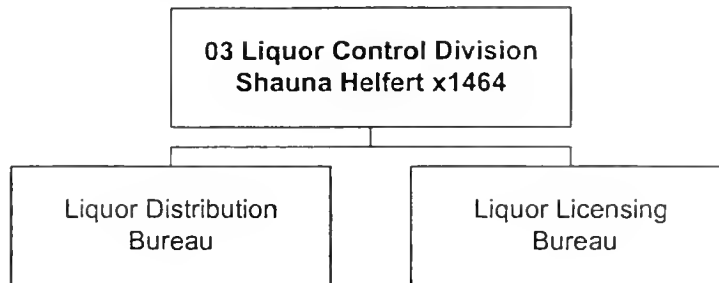 03 Liquor Control Division
Shauna Helfert x1464
Liquor Distribution
Bureau
Liquor Licensing
Bureau